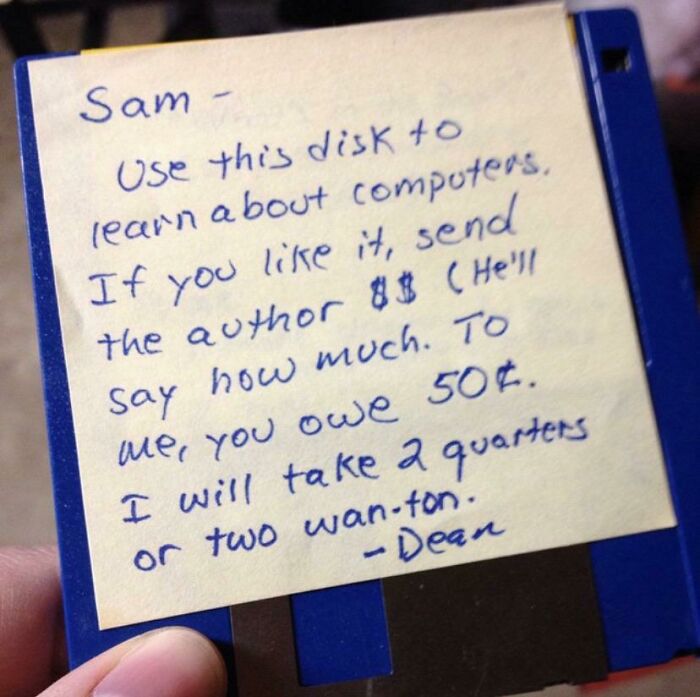 Sam -
Use this disk to
learn about computers.
If you like it, send
the author $$ (He'll
say how much. To
me, you owe 50¢.
I will take 2 quarters
or two wan-ton.
- Dean